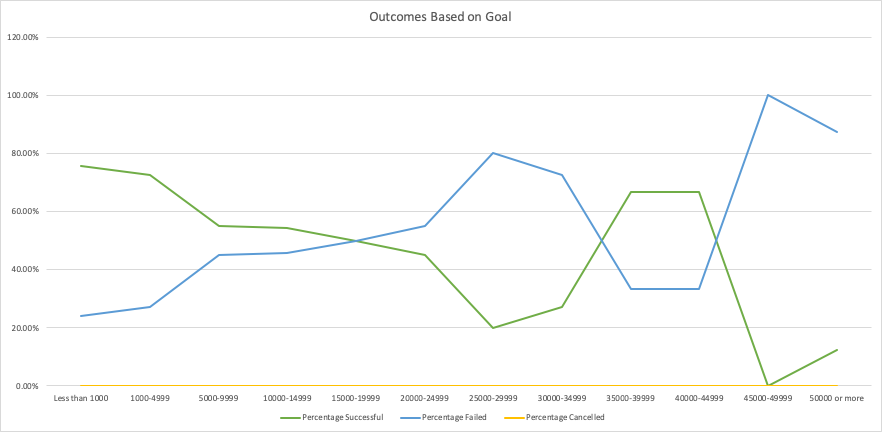 Outcomes Based on Goal
120.00%
100.00%
80.00%
60.00%
40.00%
20.00%
0.00%
Less than 1000 1000-4999 5000-9999 10000-14999 15000-19999 20000-24999 25000-29999 30000-34999 35000-39999 40000-44999 45000-49999 50000 or more
Percentage Successful Percentage Failed Percentage Cancelled